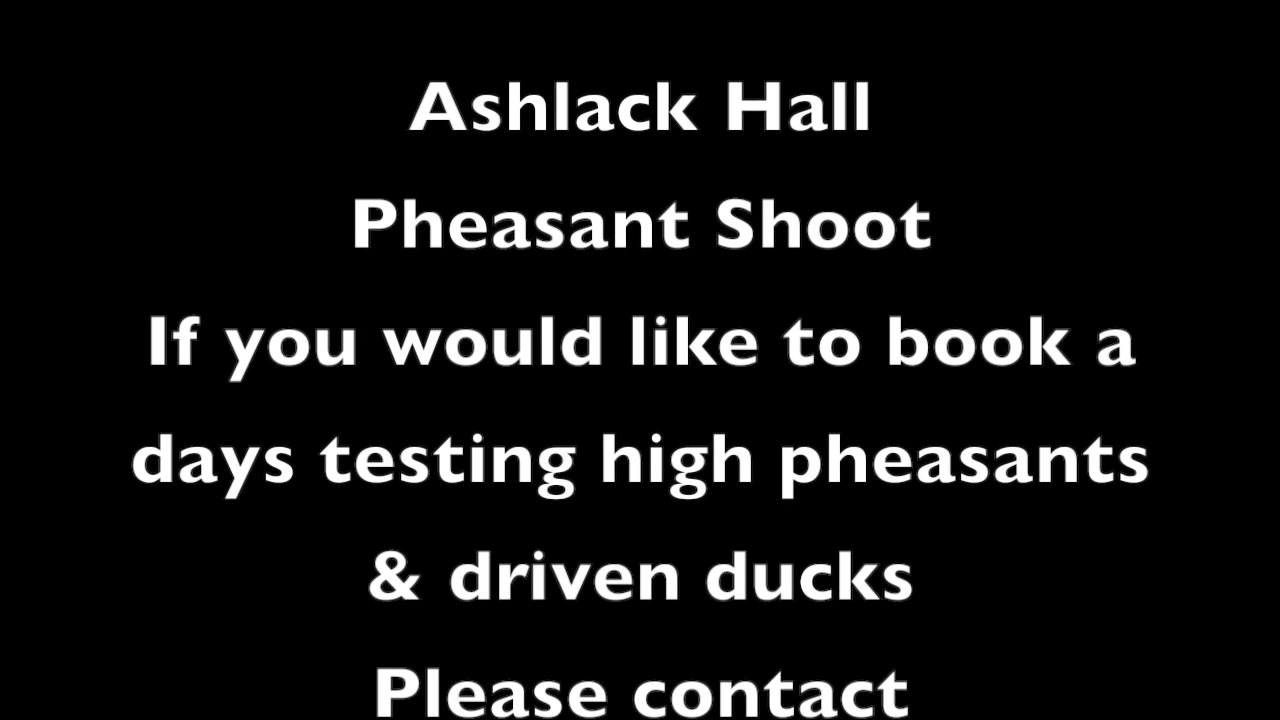 Ashlack Hall
Pheasant Shoot
If you would like to book a
days testing high pheasants
& driven ducks
Please contact